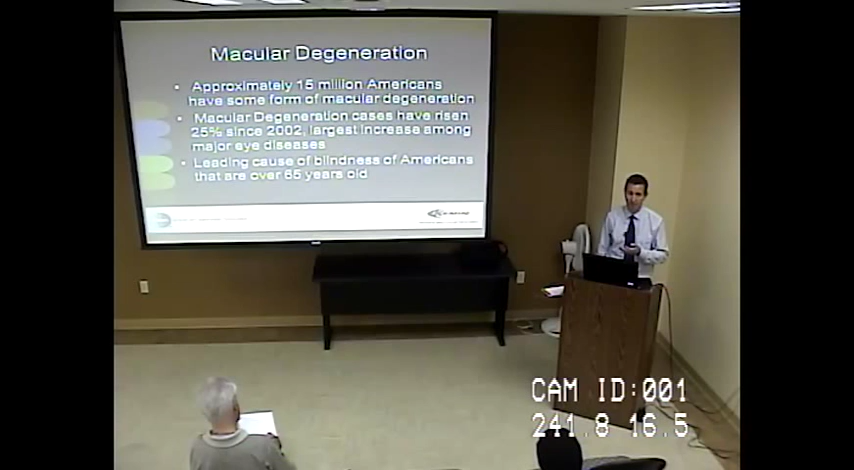 Macular Degeneration
Approximately 15 million Americans
have some form of macular degeneration
Macular Degeneration cases have risen
25% since 2002, largest increase among
major eye diseases
Leading cause of blindness of Americans
that are over 65 years old
CAM ID:001
241.8 16.5